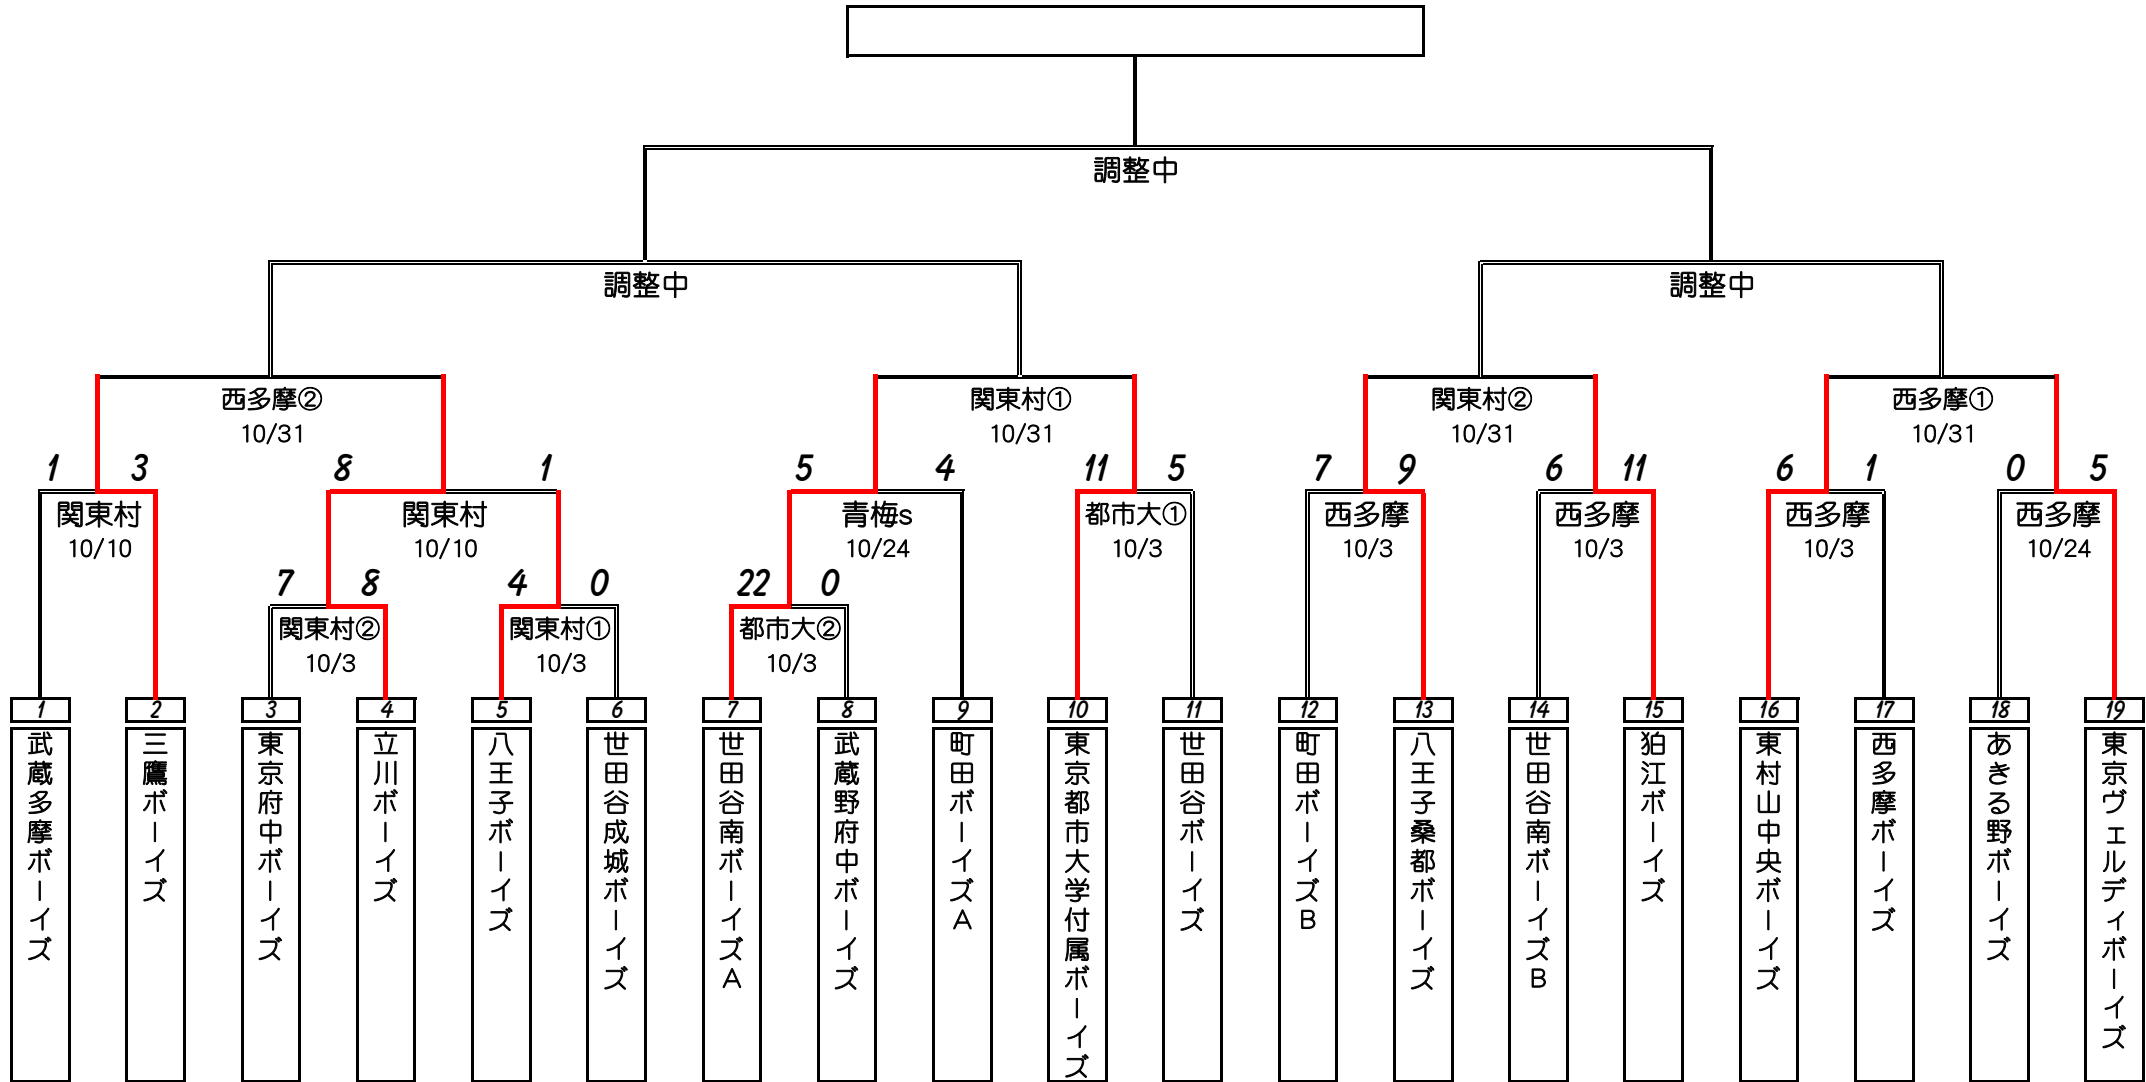 調整中
調整中
調整中
西多摩②
10/31
関東村①
10/31
関東村②
10/31
西多摩①
10/31
1 3
8 1
5 4
11 5
7 9
6 11
6 1
0 5
関東村
10/10
関東村
10/10
青梅s
10/24
都市大①
10/3
西多摩
10/3
西多摩
10/3
西多摩
10/3
西多摩
10/24
7 8
4 0
22 0
関東村②
10/3
関東村①
10/3
都市大②
10/3
1
武蔵多摩ボーイズ
2
三鷹ボーイズ
3
東京府中ボーイズ
4
立川ボーイズ
5
八王子ボーイズ
6
世田谷成城ボーイズ
7
世田谷南ボーイズA
8
武蔵野府中ボーイズ
9
町田ボーイズA
10
東京都市大学付属ボーイズ
11
世田谷ボーイズ
12
町田ボーイズB
13
八王子桑都ボーイズ
14
世田谷南ボーイズB
15
狛江ボーイズ
16
東村山中央ボーイズ
17
西多摩ボーイズ
18
あきる野ボーイズ
19
東京ヴェルディボーイズ